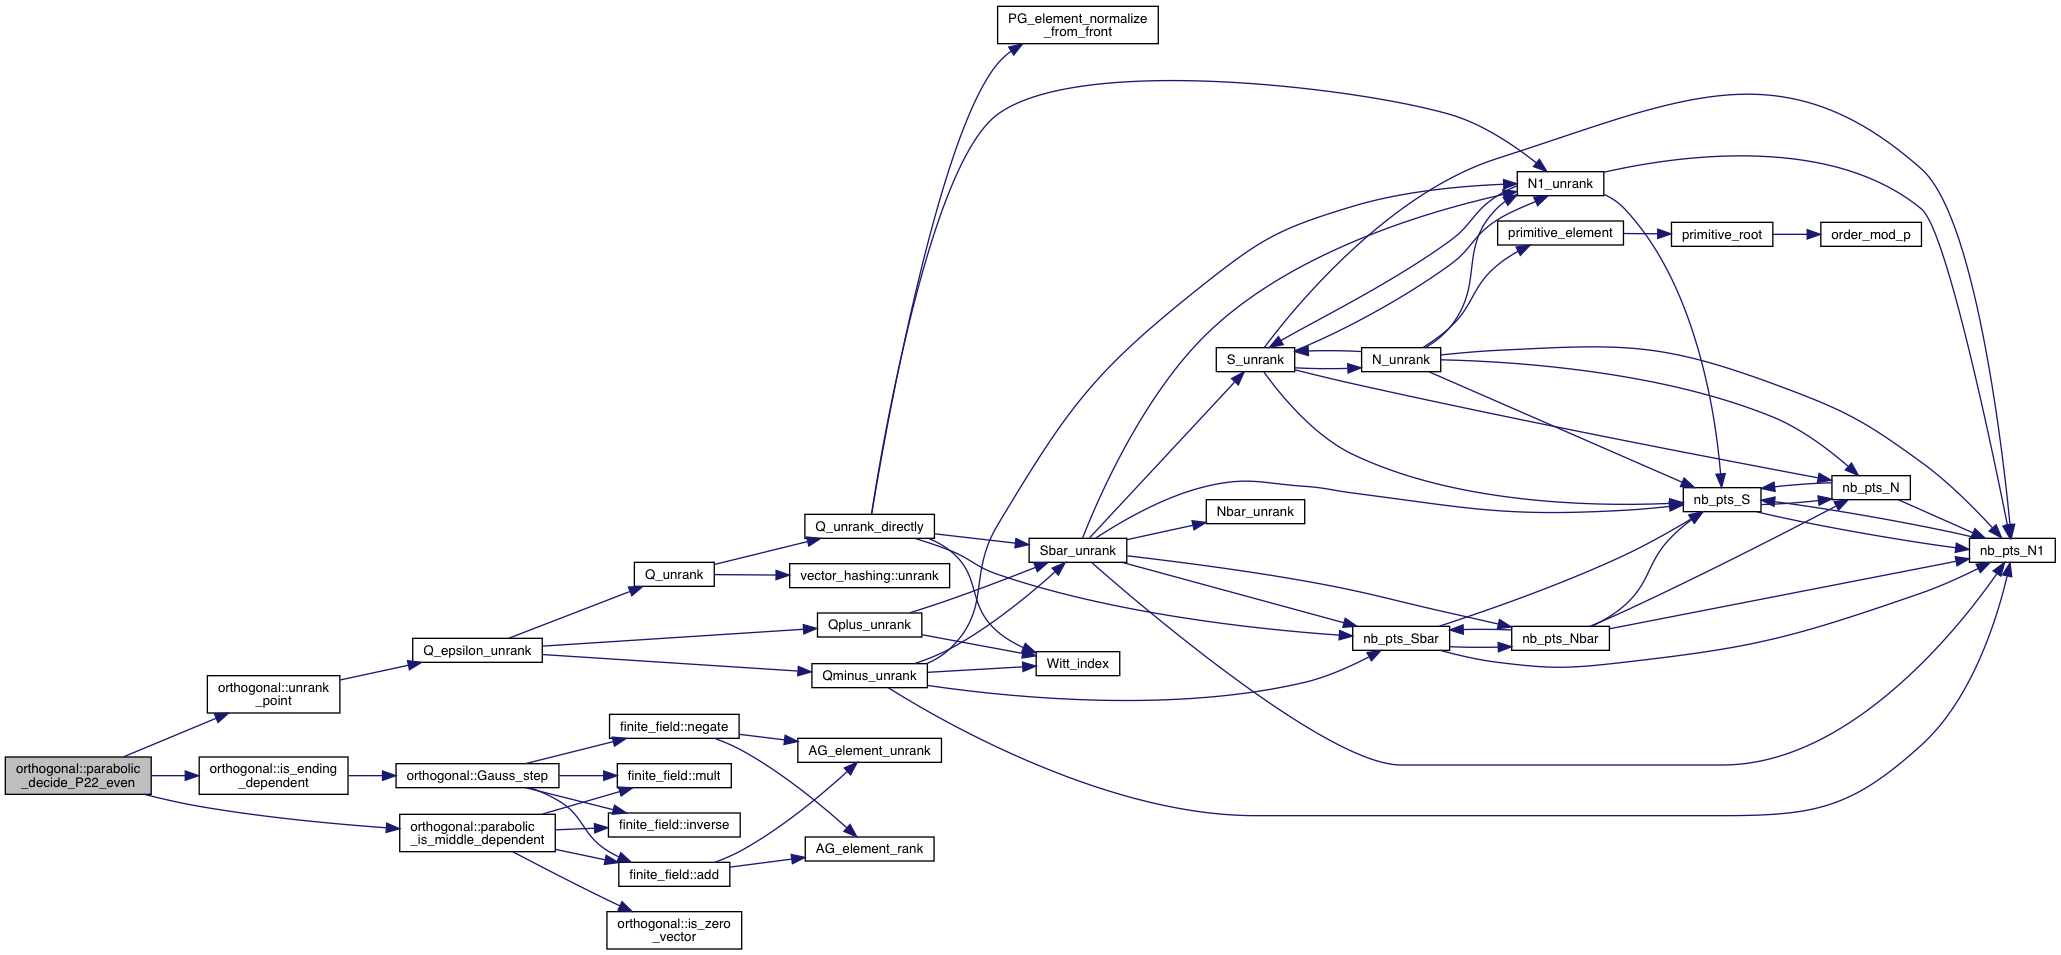 PG_element_normalize
_from_front
N1_unrank
primitive_element
primitive_root
order_mod_p
S_unrank
N_unrank
nb_pts_N
nb_pts_S
Nbar_unrank
Q_unrank_directly
Sbar_unrank
nb_pts_N1
Q_unrank
vector_hashing::unrank
Qplus_unrank
nb_pts_Sbar
nb_pts_Nbar
Q_epsilon_unrank
Witt_index
Qminus_unrank
orthogonal::unrank
_point
finite_field::negate
AG_element_unrank
orthogonal::parabolic
_decide_P22_even
orthogonal::is_ending
_dependent
orthogonal::Gauss_step
finite_field::mult
finite_field::inverse
orthogonal::parabolic
_is_middle_dependent
AG_element_rank
finite_field::add
orthogonal::is_zero
_vector